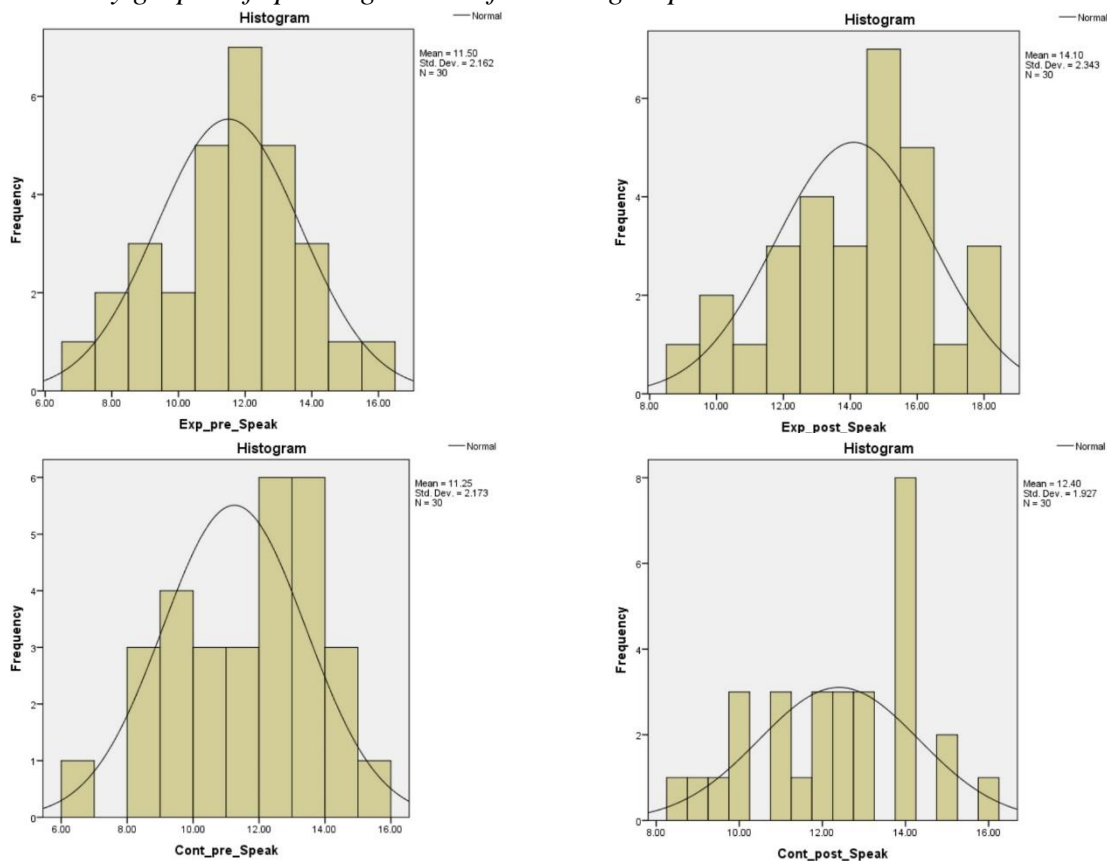 Histogram
Normal
Mean = 11.50
Std. Dev. = 2.162
N = 30
Frequency
6
4
2
0
6.00 8.00 10.00 12.00 14.00 16.00
Exp_pre_Speak
Histogram
Normal
Mean = 14.10
Std. Dev. = 2.343
N = 30
Frequency
6
4
2
0
8.00 10.00 12.00 14.00 16.00 18.00
Exp_post_Speak
Histogram
Normal
Mean = 11.25
Std. Dev. = 2.173
N = 30
Frequency
6
5
4
3
2
1
0
6.00 8.00 10.00 12.00 14.00 16.00
Cont_pre_Speak
Histogram
Normal
Mean = 12.40
Std. Dev. = 1.927
N = 30
Frequency
8
6
4
2
0
8.00 10.00 12.00 14.00 16.00
Cont_post_Speak